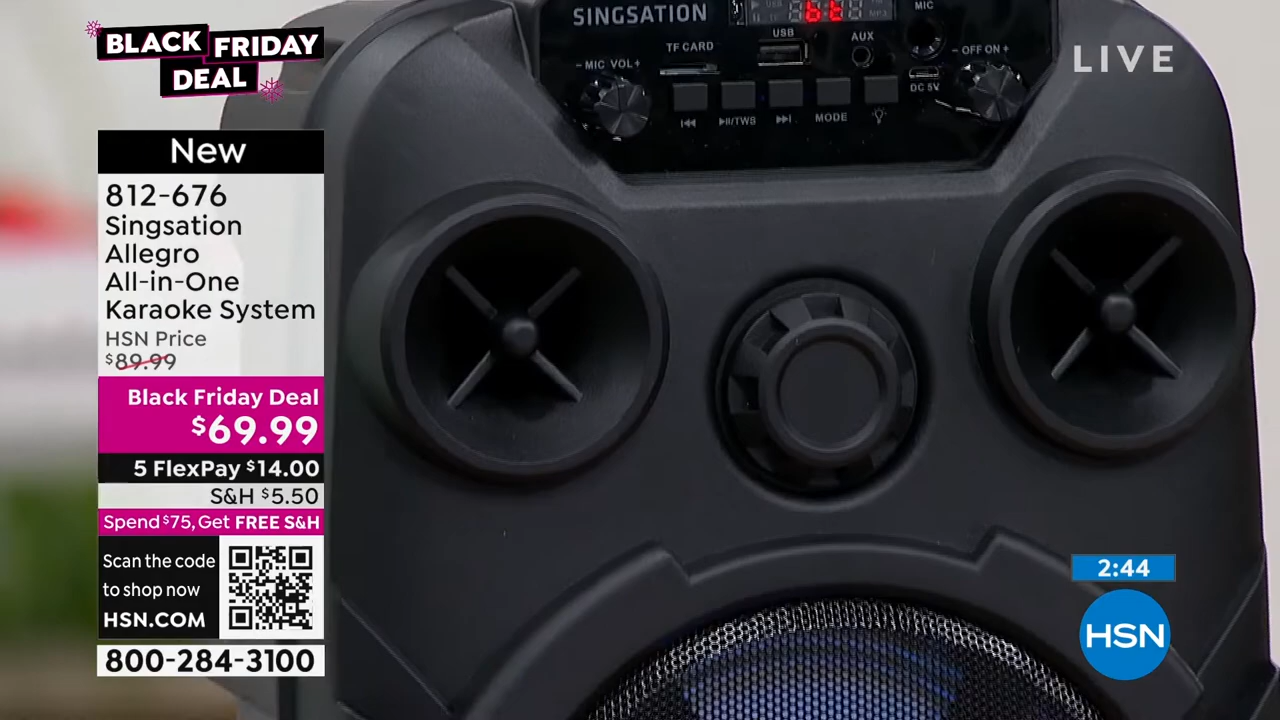 BLACK FRIDAY
DEAL
New
812-676
Singsation
Allegro
All-in-One
Karaoke System
HSN Price
$89.99
Black Friday Deal
$69.99
5 FlexPay $14.00
S&H $5.50
Spend $75, Get FREE S&H
Scan the code
to shop now
HSN.COM
800-284-3100
SINGSATION
bt
MIC
USB
AUX
TF CARD
- MIC VOL+
- OFF ON +
DC 5V
⏮ ⏯/TWS ⏭ MODE
LIVE
2:44
HSN